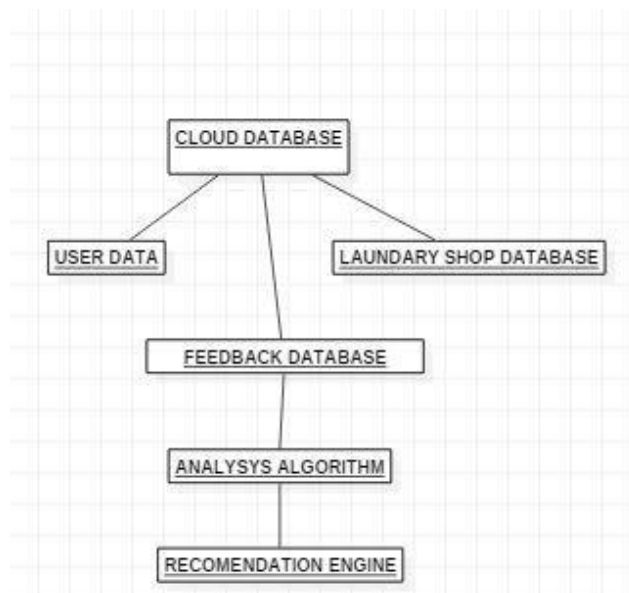 CLOUD DATABASE
USER DATA
LAUNDARY SHOP DATABASE
FEEDBACK DATABASE
ANALYSYS ALGORITHM
RECOMENDATION ENGINE